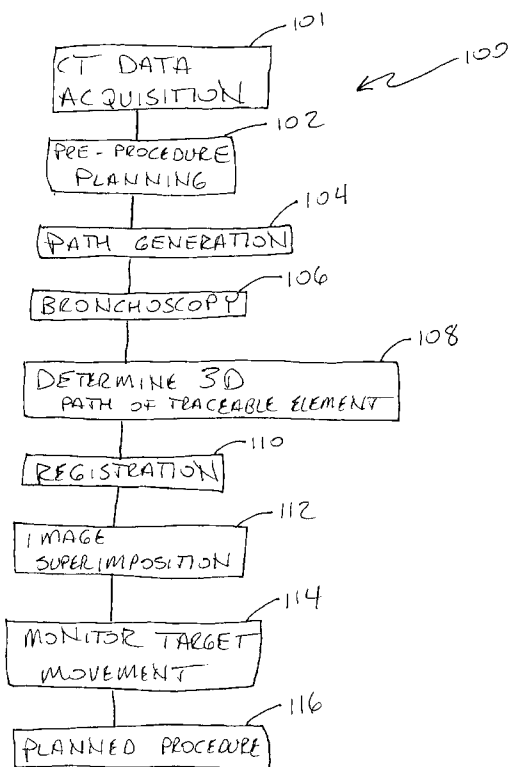 101
100
CT DATA
ACQUISITION
102
PRE-PROCEDURE
PLANNING
104
PATH GENERATION
106
BRONCHOSCOPY
108
DETERMINE 3D
PATH OF TRACEABLE ELEMENT
110
REGISTRATION
112
IMAGE
SUPERIMPOSITION
114
MONITOR TARGET
MOVEMENT
116
PLANNED PROCEDURE